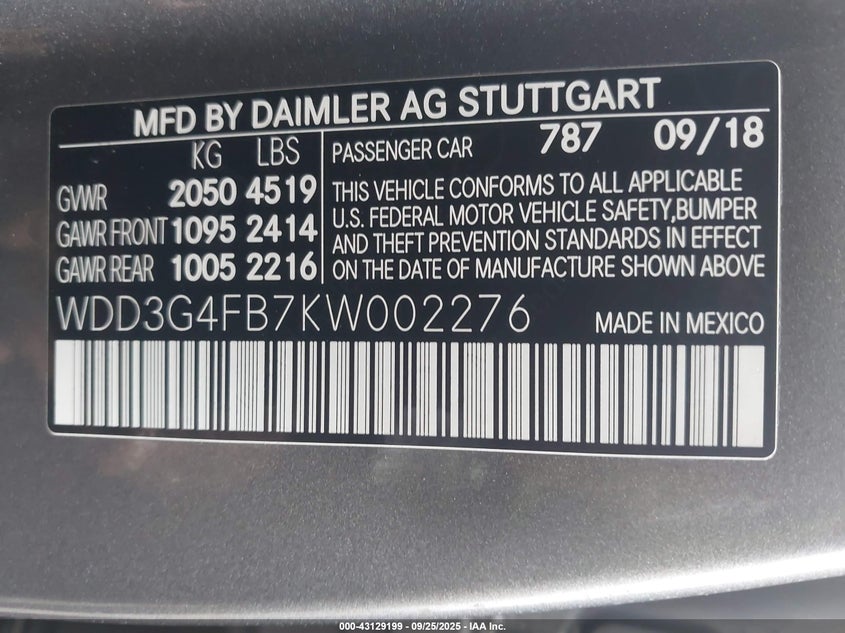 MFD BY DAIMLER AG STUTTGART
KG LBS
GVWR 2050 4519
GAWR FRONT 1095 2414
GAWR REAR 1005 2216
PASSENGER CAR 787 09/18
THIS VEHICLE CONFORMS TO ALL APPLICABLE
U.S. FEDERAL MOTOR VEHICLE SAFETY,BUMPER
AND THEFT PREVENTION STANDARDS IN EFFECT
ON THE DATE OF MANUFACTURE SHOWN ABOVE
WDD3G4FB7KW002276 MADE IN MEXICO
000-43129199 - 09/25/2025 - IAA Inc.